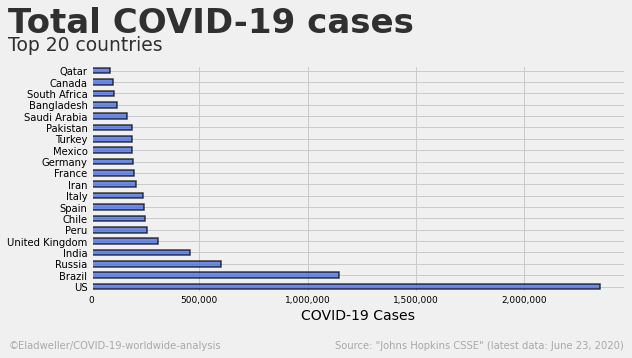 Total COVID-19 cases
Top 20 countries
Qatar
Canada
South Africa
Bangladesh
Saudi Arabia
Pakistan
Turkey
Mexico
Germany
France
Iran
Italy
Spain
Chile
Peru
United Kingdom
India
Russia
Brazil
US
0 500,000 1,000,000 1,500,000 2,000,000
COVID-19 Cases
©Eladweller/COVID-19-worldwide-analysis Source: "Johns Hopkins CSSE" (latest data: June 23, 2020)